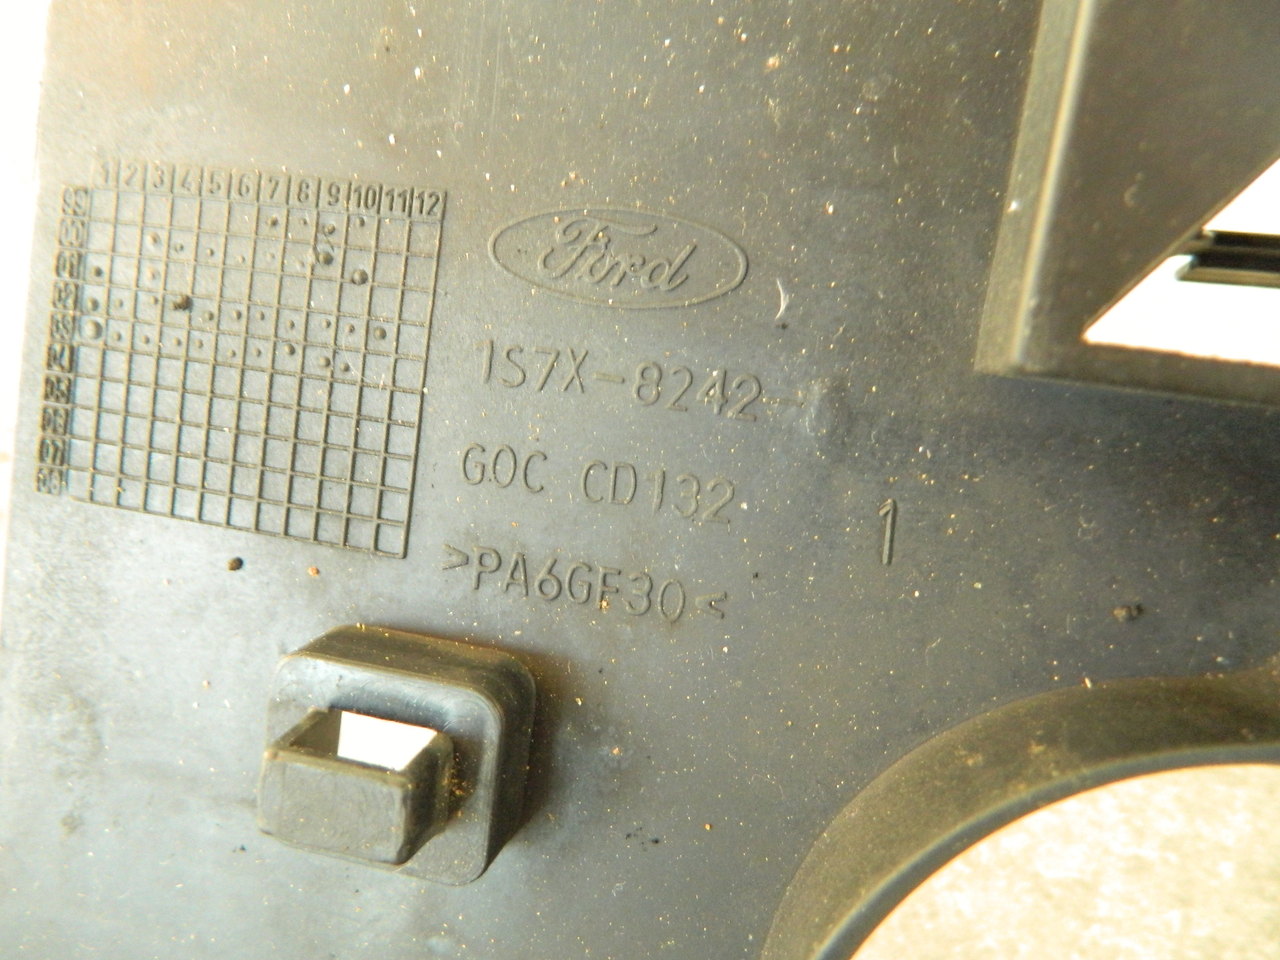 1 2 3 4 5 6 7 8 9 10 11 12
Ford
1S7X-8242-
GOC CD132
1
>PA6GF30<